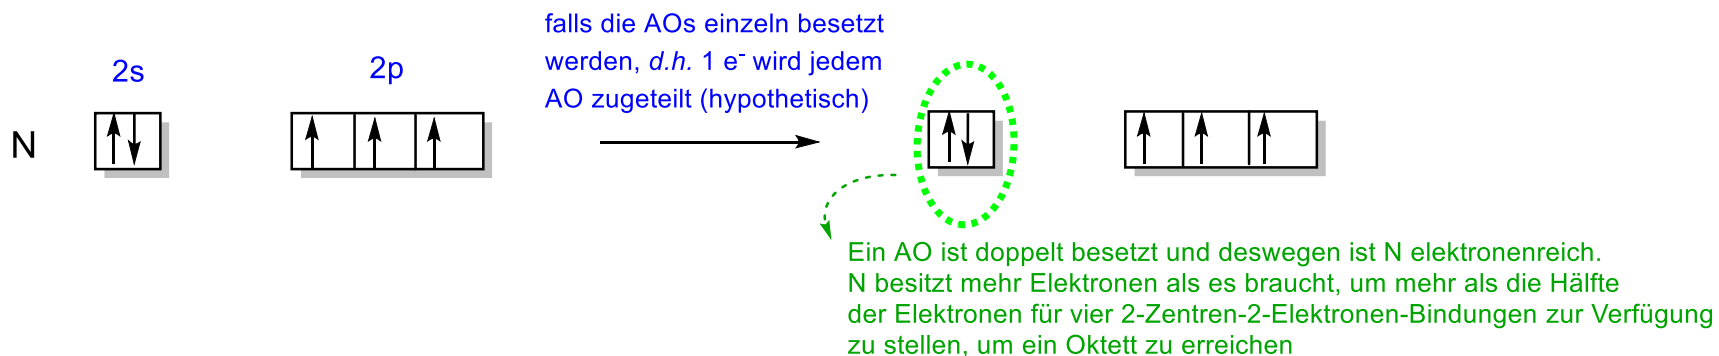 falls die AOs einzeln besetzt
werden, d.h. 1 e⁻ wird jedem
AO zugeteilt (hypothetisch)
2s
2p
N
Ein AO ist doppelt besetzt und deswegen ist N elektronenreich.
N besitzt mehr Elektronen als es braucht, um mehr als die Hälfte
der Elektronen für vier 2-Zentren-2-Elektronen-Bindungen zur Verfügung
zu stellen, um ein Oktett zu erreichen